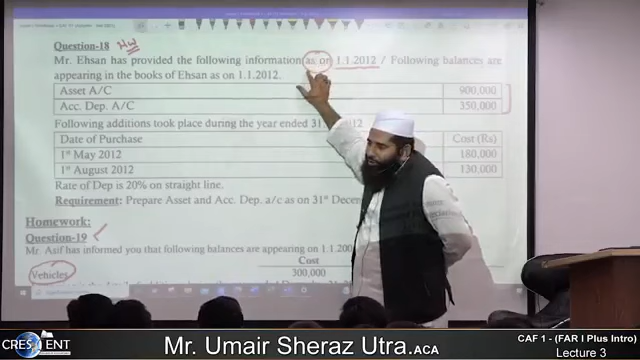 Question-18 HW
Mr. Ehsan has provided the following information as on 1.1.2012 / Following balances are
appearing in the books of Ehsan as on 1.1.2012.
Asset A/C 900,000
Acc. Dep. A/C 350,000
Following additions took place during the year ended 31
Date of Purchase Cost (Rs)
1st May 2012 180,000
1st August 2012 130,000
Rate of Dep is 20% on straight line.
Requirement: Prepare Asset and Acc. Dep. a/c as on 31st
Homework:
Question-19
Mr. Asif has informed you that following balances are appearing on 1.1.200
Cost
Vehicles 300,000
CRESCENT
Mr. Umair Sheraz Utra.ACA
CAF 1 - (FAR I Plus Intro)
Lecture 3